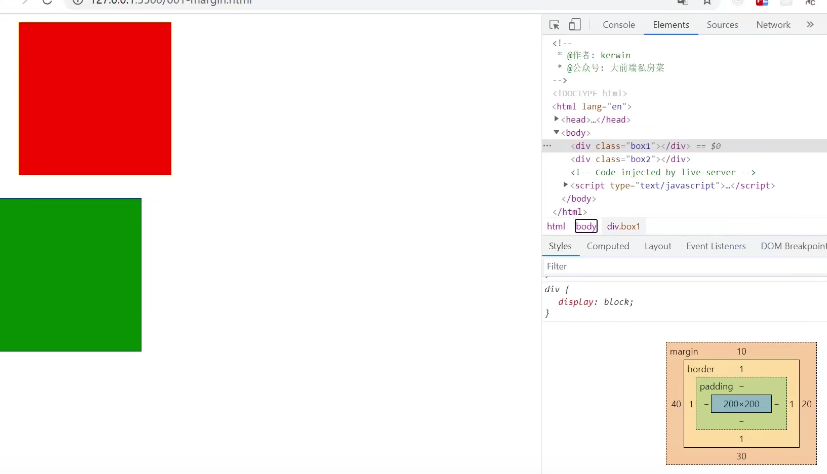 127.0.0.1:5500/001-margin.html
Console Elements Sources Network »
<!--
* @作者: kerwin
* @公众号: 大前端私房菜
-->
<!DOCTYPE html>
<html lang="en">
<head>…</head>
<body>
<div class="box1"></div> == $0
<div class="box2"></div>
<!-- Code injected by live-server -->
<script type="text/javascript">…</script>
</body>
</html>
html body div.box1
Styles Computed Layout Event Listeners DOM Breakpoint
Filter
}
div {
display: block;
}
margin 10
border 1
padding –
40 1 – 200×200 – 1 20
–
1
30